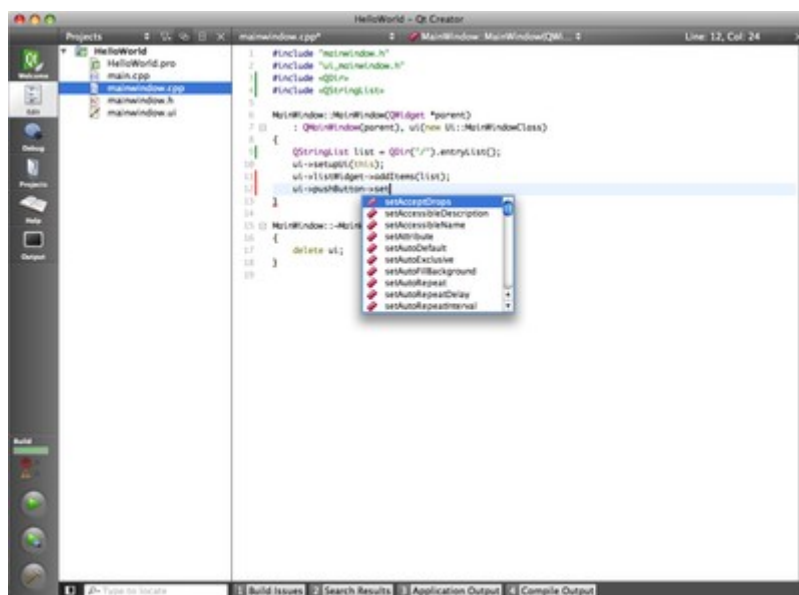 HelloWorld - Qt Creator
Projects
mainwindow.cpp*
MainWindow::MainWindow(QWi...
Line: 12, Col: 24
Welcome
Edit
Debug
Projects
Help
Output
Build
HelloWorld
HelloWorld.pro
main.cpp
mainwindow.cpp
mainwindow.h
mainwindow.ui
1 #include "mainwindow.h"
2 #include "ui_mainwindow.h"
3 #include <QDir>
4 #include <QStringList>
5
6 MainWindow::MainWindow(QWidget *parent)
7 : QMainWindow(parent), ui(new Ui::MainWindowClass)
8 {
9 QStringList list = QDir("/").entryList();
10 ui->setupUi(this);
11 ui->listWidget->addItems(list);
12 ui->pushButton->set
13 }
14
15 MainWindow::~MainW
16 {
17 delete ui;
18 }
19
setAcceptDrops
setAccessibleDescription
setAccessibleName
setAttribute
setAutoDefault
setAutoExclusive
setAutoFillBackground
setAutoRepeat
setAutoRepeatDelay
setAutoRepeatInterval
Type to locate
1 Build Issues 2 Search Results 3 Application Output 4 Compile Output